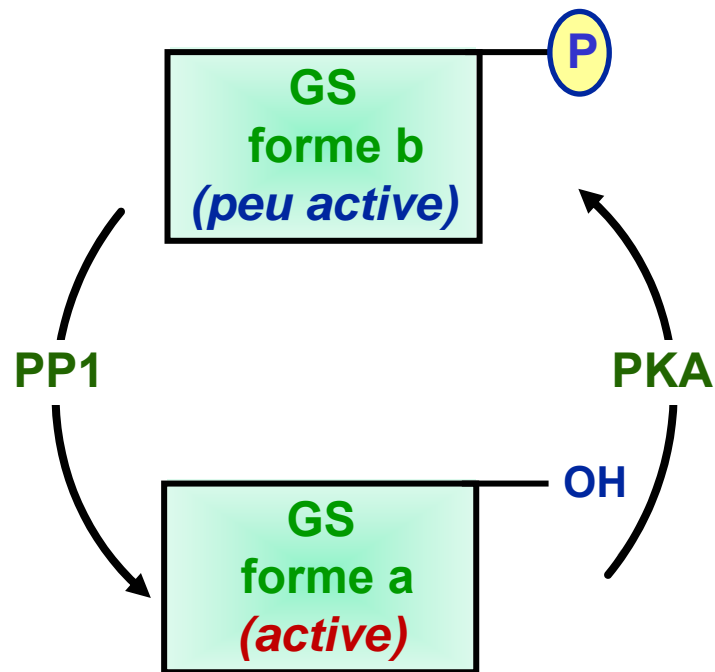 P
GS
forme b
(peu active)
PP1
PKA
OH
GS
forme a
(active)